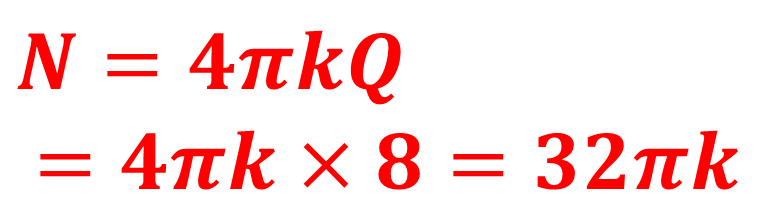 N = 4πkQ
= 4πk × 8 = 32πk